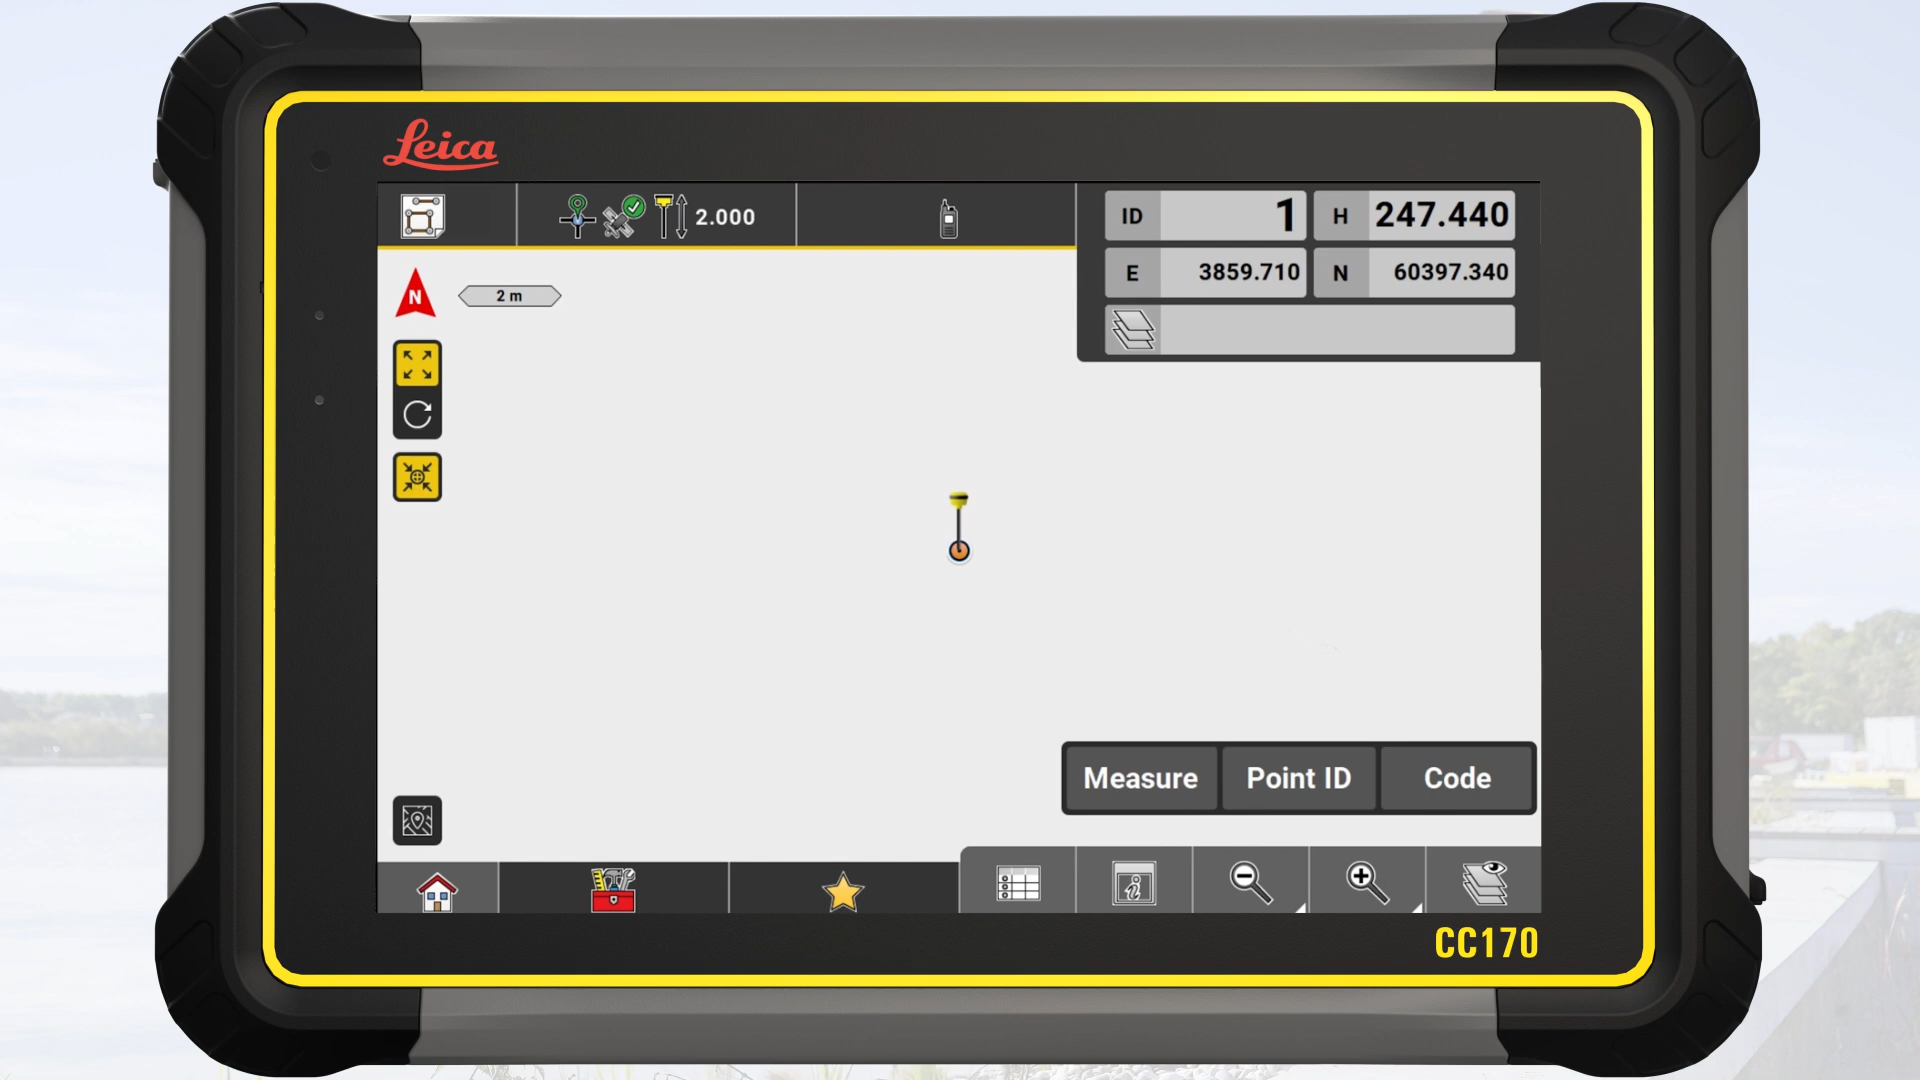 Leica
2.000
ID 1 H 247.440
E 3859.710 N 60397.340
N 2 m
Measure Point ID Code
CC170